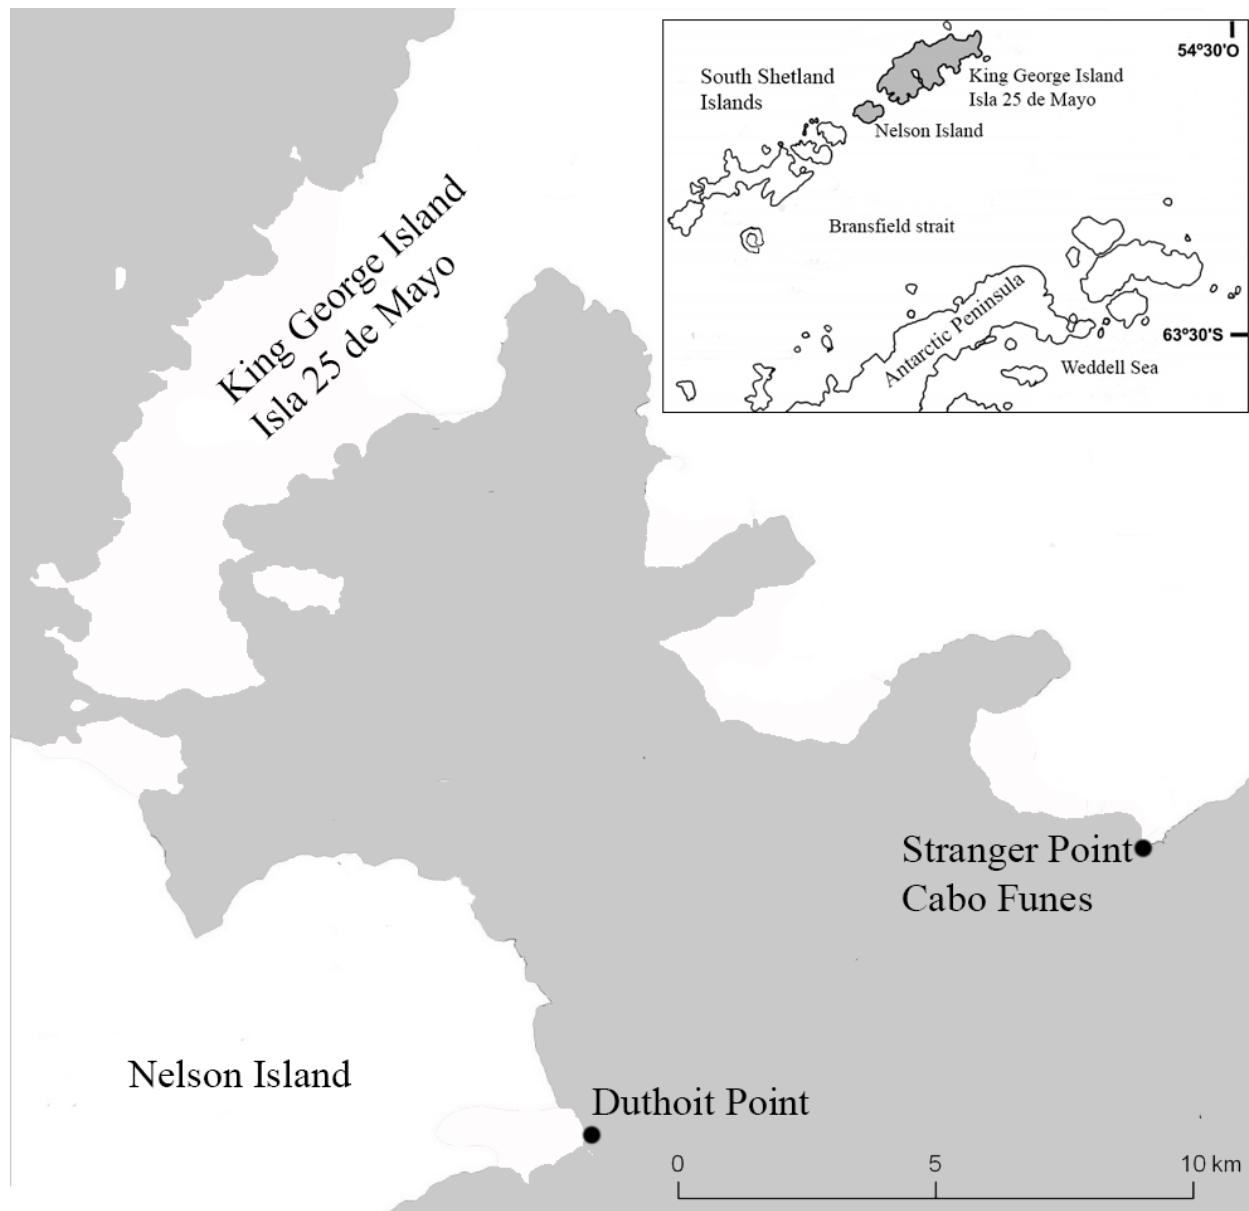 54°30'O
South Shetland
Islands
King George Island
Isla 25 de Mayo
Nelson Island
Bransfield strait
Antarctic Peninsula
63°30'S
Weddell Sea
King George Island
Isla 25 de Mayo
Stranger Point
Cabo Funes
Nelson Island
Duthoit Point
0 5 10 km